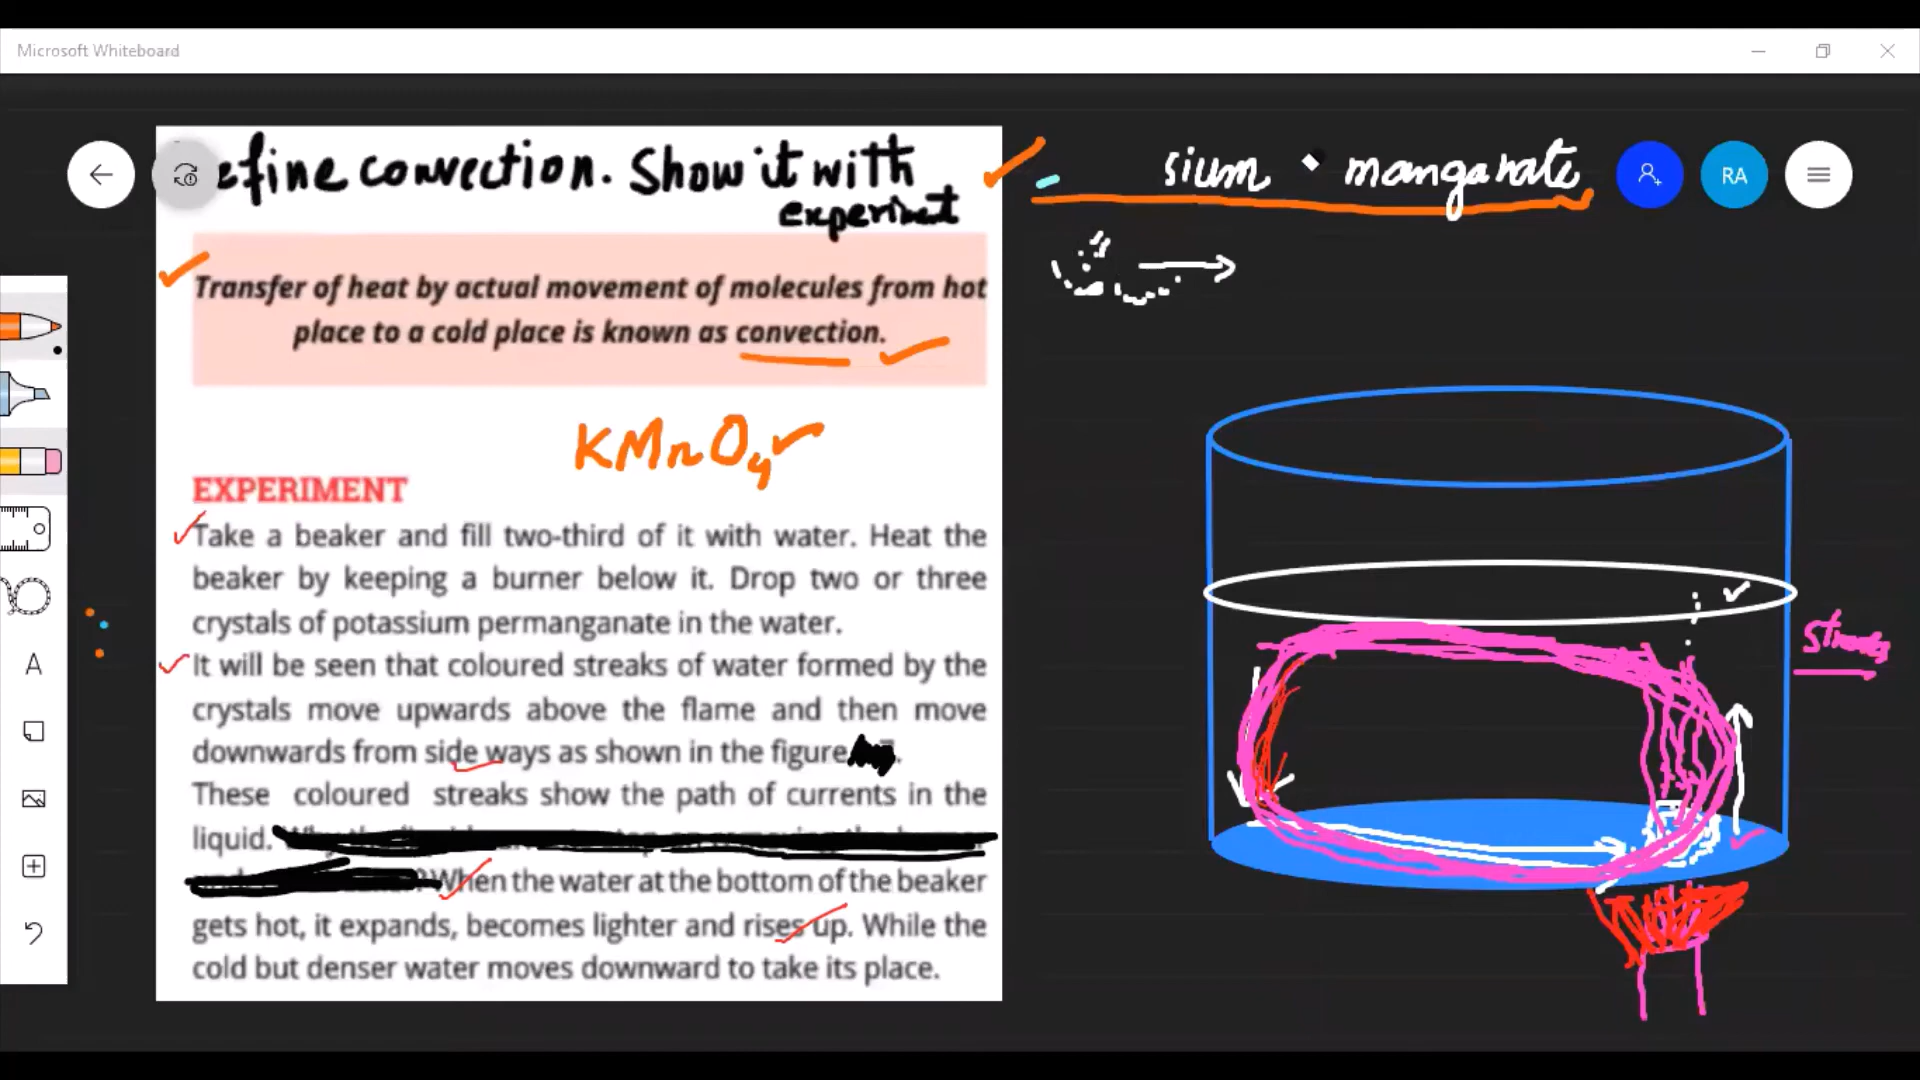 Microsoft Whiteboard
efine convection. Show it with
experiment
Transfer of heat by actual movement of molecules from hot
place to a cold place is known as convection.
KMnO4
EXPERIMENT
Take a beaker and fill two-third of it with water. Heat the
beaker by keeping a burner below it. Drop two or three
crystals of potassium permanganate in the water.
It will be seen that coloured streaks of water formed by the
crystals move upwards above the flame and then move
downwards from side ways as shown in the figure
These coloured streaks show the path of currents in the
liquid.
When the water at the bottom of the beaker
gets hot, it expands, becomes lighter and rises up. While the
cold but denser water moves downward to take its place.
sium manganate
RA
A